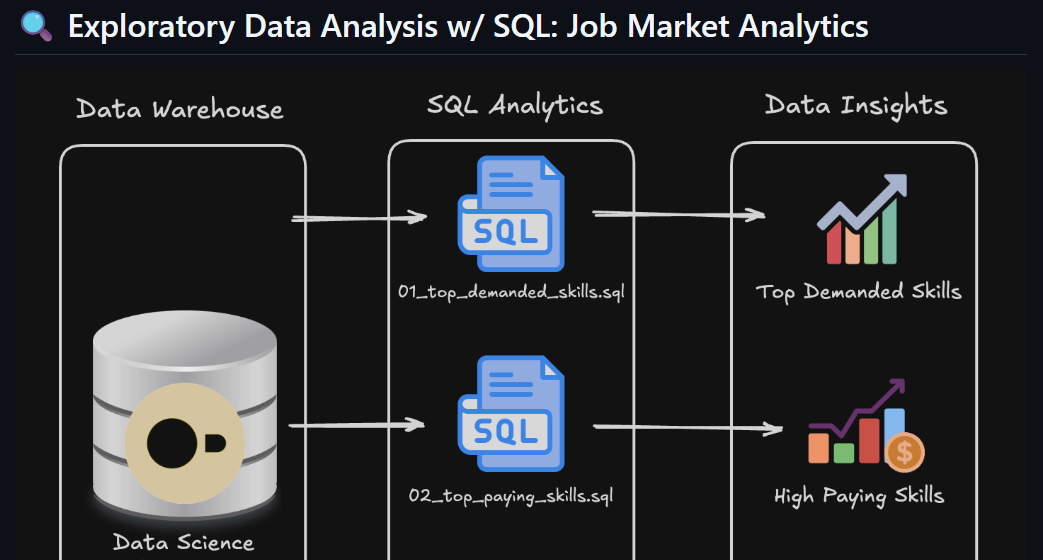 Exploratory Data Analysis w/ SQL: Job Market Analytics
Data Warehouse
SQL Analytics
Data Insights
SQL
01_top_demanded_skills.sql
Top Demanded Skills
SQL
02_top_paying_skills.sql
High Paying Skills
$
Data Science